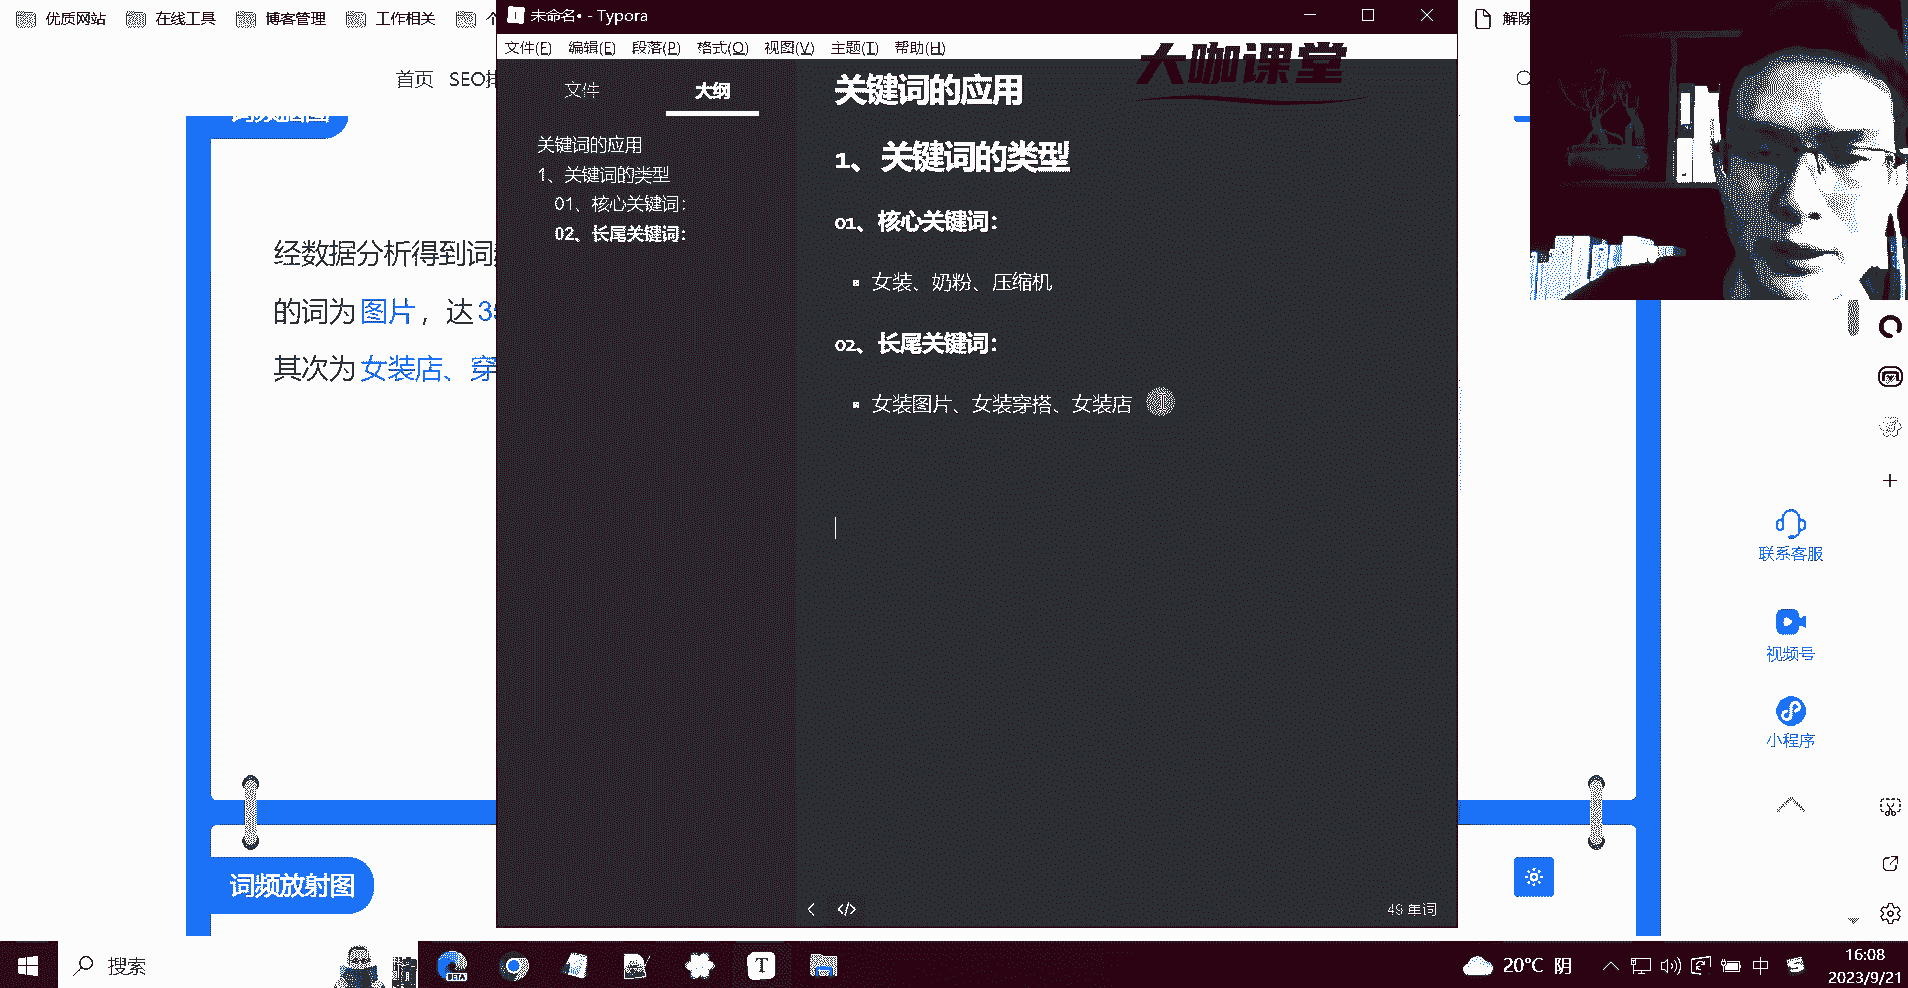 优质网站
在线工具
博客管理
工作相关
未命名• - Typora
解除
文件(F) 编辑(E) 段落(P) 格式(O) 视图(V) 主题(T) 帮助(H)
大咖课堂
首页 SEO排
文件
大纲
关键词的应用
1、关键词的类型
01、核心关键词：
02、长尾关键词：
关键词的应用
1、关键词的类型
01、核心关键词：
女装、奶粉、压缩机
02、长尾关键词：
女装图片、女装穿搭、女装店
经数据分析得到词频
的词为图片，达 35
其次为女装店、穿
联系客服
视频号
小程序
词频放射图
49 单词
搜索
BETA
T
20°C 阴
中
16:08
2023/9/21